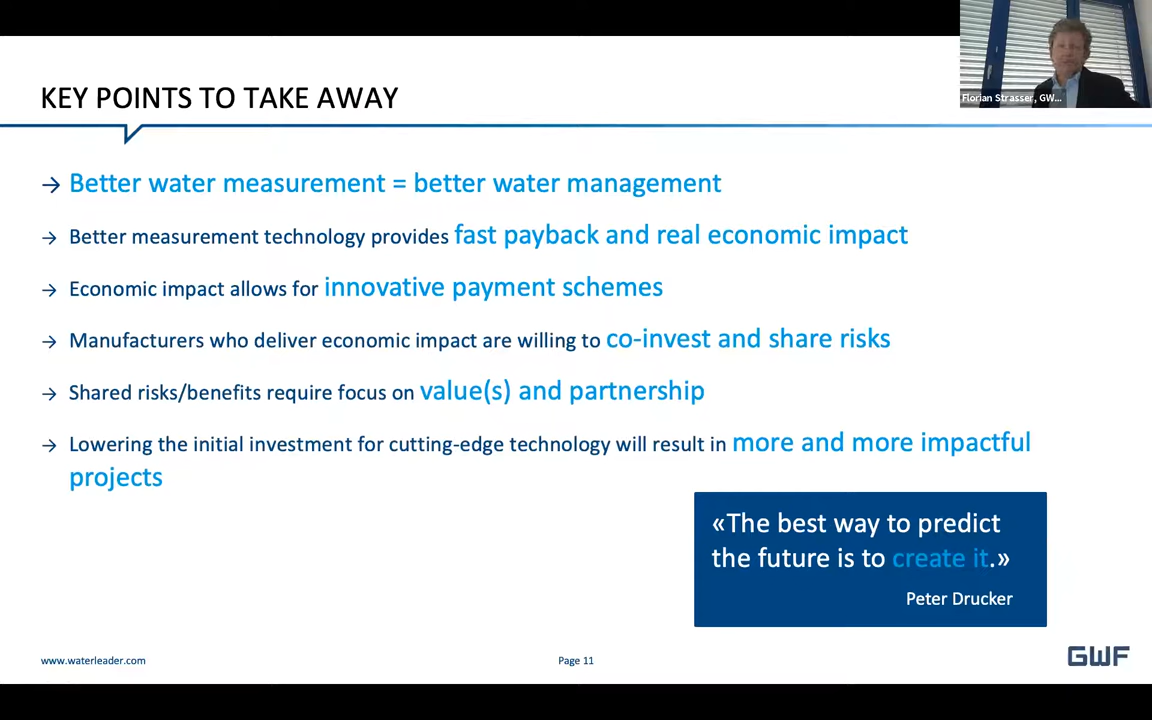 Florian Strasser, GW...
KEY POINTS TO TAKE AWAY
→ Better water measurement = better water management
→ Better measurement technology provides fast payback and real economic impact
→ Economic impact allows for innovative payment schemes
→ Manufacturers who deliver economic impact are willing to co-invest and share risks
→ Shared risks/benefits require focus on value(s) and partnership
→ Lowering the initial investment for cutting-edge technology will result in more and more impactful
projects
«The best way to predict
the future is to create it.»
Peter Drucker
www.waterleader.com
Page 11
GWF